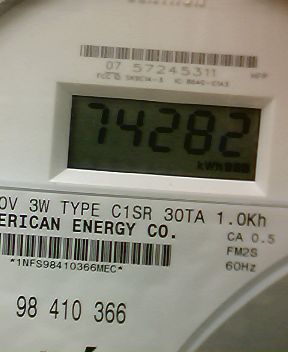 07 57245311
74282
kWh
0V 3W TYPE C1SR 30TA 1.0Kh
ERICAN ENERGY CO.
CA 0.5
FM2S
60Hz
*1NFS98410366MEC*
98 410 366